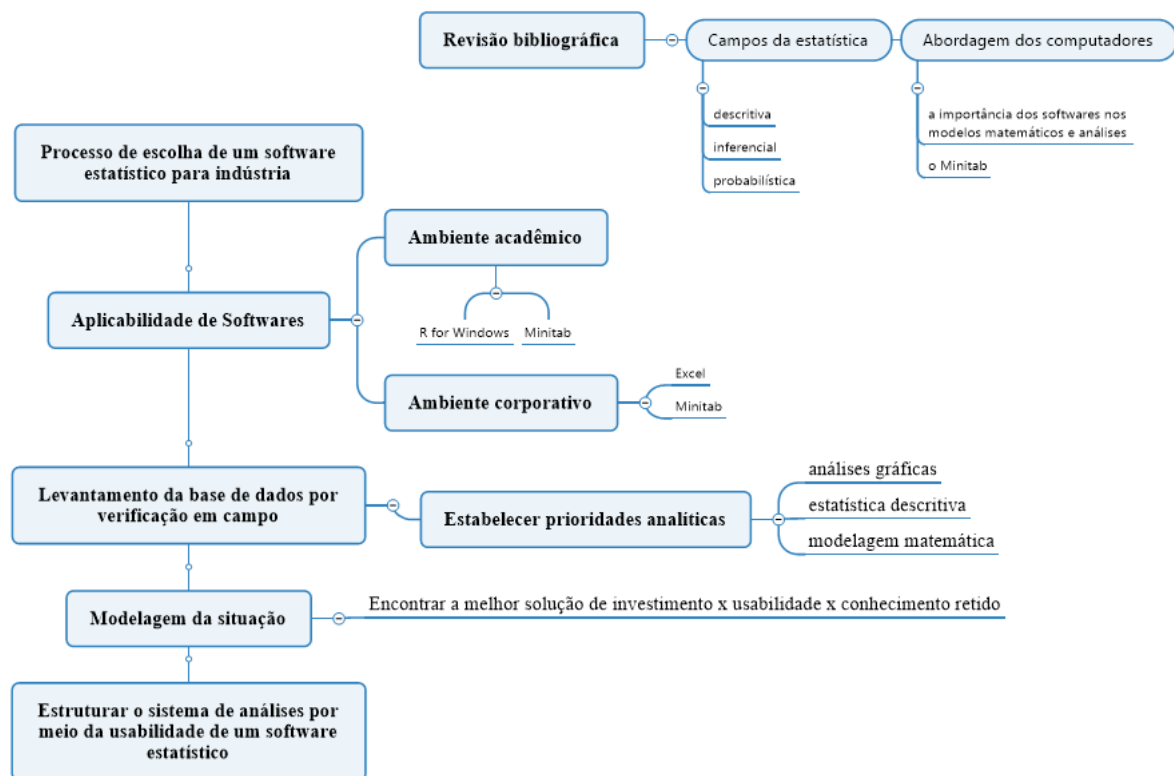 Revisão bibliográfica
Campos da estatística
Abordagem dos computadores
descritiva
inferencial
probabilística
a importância dos softwares nos
modelos matemáticos e análises
o Minitab
Processo de escolha de um software
estatístico para indústria
Aplicabilidade de Softwares
Ambiente acadêmico
R for Windows
Minitab
Ambiente corporativo
Excel
Minitab
Levantamento da base de dados por
verificação em campo
Estabelecer prioridades analíticas
análises gráficas
estatística descritiva
modelagem matemática
Modelagem da situação
Encontrar a melhor solução de investimento x usabilidade x conhecimento retido
Estruturar o sistema de análises por
meio da usabilidade de um software
estatístico